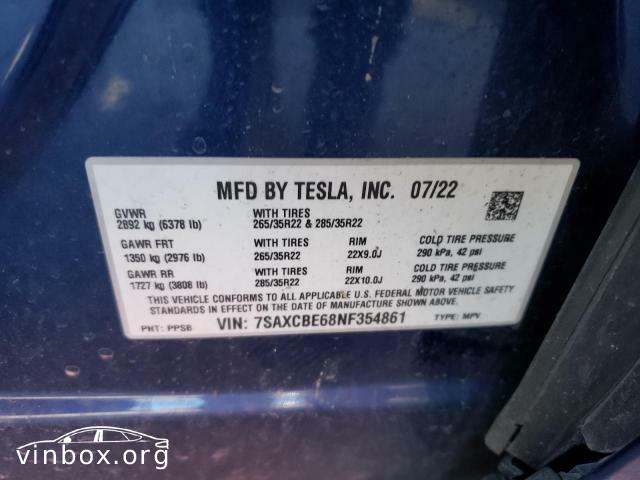 MFD BY TESLA, INC. 07/22
GVWR WITH TIRES
2892 kg (6378 lb) 265/35R22 & 285/35R22
GAWR FRT WITH TIRES RIM COLD TIRE PRESSURE
1350 kg (2976 lb) 265/35R22 22X9.0J 290 kPa, 42 psi
GAWR RR WITH TIRES RIM COLD TIRE PRESSURE
1727 kg (3808 lb) 285/35R22 22X10.0J 290 kPa, 42 psi
THIS VEHICLE CONFORMS TO ALL APPLICABLE U.S. FEDERAL MOTOR VEHICLE SAFETY
STANDARDS IN EFFECT ON THE DATE OF MANUFACTURE SHOWN ABOVE.
PNT: PPSB VIN: 7SAXCBE68NF354861 TYPE: MPV
vinbox.org